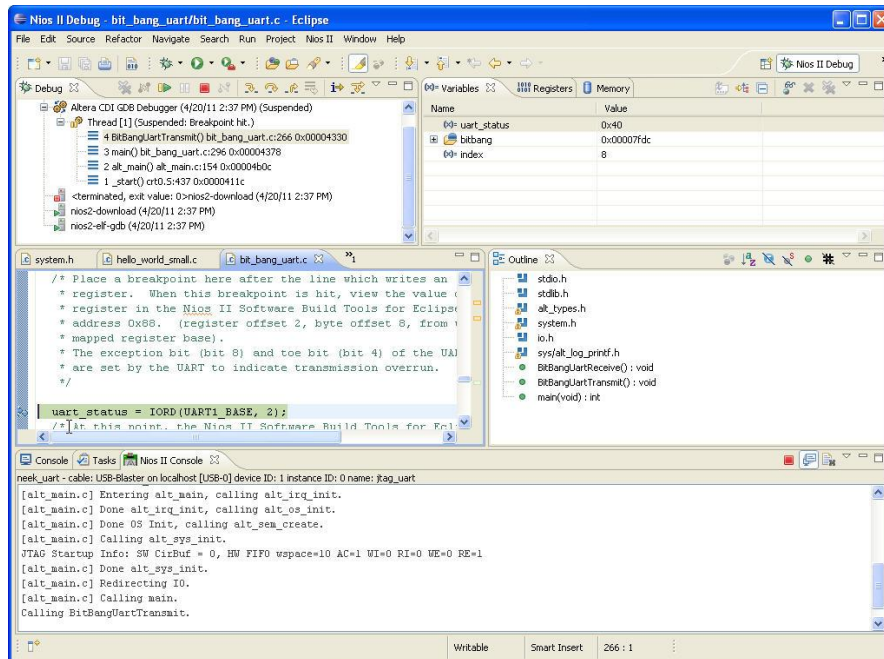 Nios II Debug - bit_bang_uart/bit_bang_uart.c - Eclipse
File Edit Source Refactor Navigate Search Run Project Nios II Window Help
Nios II Debug
Debug
Altera CDI GDB Debugger (4/20/11 2:37 PM) (Suspended)
Thread [1] (Suspended: Breakpoint hit.)
4 BitBangUartTransmit() bit_bang_uart.c:266 0x00004330
3 main() bit_bang_uart.c:296 0x00004378
2 alt_main() alt_main.c:154 0x00004b0c
1 _start() crt0.S:437 0x0000411c
<terminated, exit value: 0>nios2-download (4/20/11 2:37 PM)
nios2-download (4/20/11 2:37 PM)
nios2-elf-gdb (4/20/11 2:37 PM)
(x)= Variables 1010 0101 Registers Memory
Name Value
(x)= uart_status 0x40
bitbang 0x00007fdc
(x)= index 8
system.h hello_world_small.c bit_bang_uart.c »1
/* Place a breakpoint here after the line which writes an
* register. When this breakpoint is hit, view the value
* register in the Nios II Software Build Tools for Eclipse
* address 0x88. (register offset 2, byte offset 8, from
* mapped register base).
* The exception bit (bit 8) and toe bit (bit 4) of the UA
* are set by the UART to indicate transmission overrun.
*/
uart_status = IORD(UART1_BASE, 2);
/* At this point, the Nios II Software Build Tools for Ecl
Outline
stdio.h
stdlib.h
alt_types.h
system.h
io.h
sys/alt_log_printf.h
BitBangUartReceive() : void
BitBangUartTransmit() : void
main(void) : int
Console Tasks Nios II Console
neek_uart - cable: USB-Blaster on localhost [USB-0] device ID: 1 instance ID: 0 name: jtag_uart
[alt_main.c] Entering alt_main, calling alt_irq_init.
[alt_main.c] Done alt_irq_init, calling alt_os_init.
[alt_main.c] Done OS Init, calling alt_sem_create.
[alt_main.c] Calling alt_sys_init.
JTAG Startup Info: SW CirBuf = 0, HW FIFO wspace=10 AC=1 WI=0 RI=0 WE=0 RE=1
[alt_main.c] Done alt_sys_init.
[alt_main.c] Redirecting IO.
[alt_main.c] Calling main.
Calling BitBangUartTransmit.
Writable Smart Insert 266 : 1